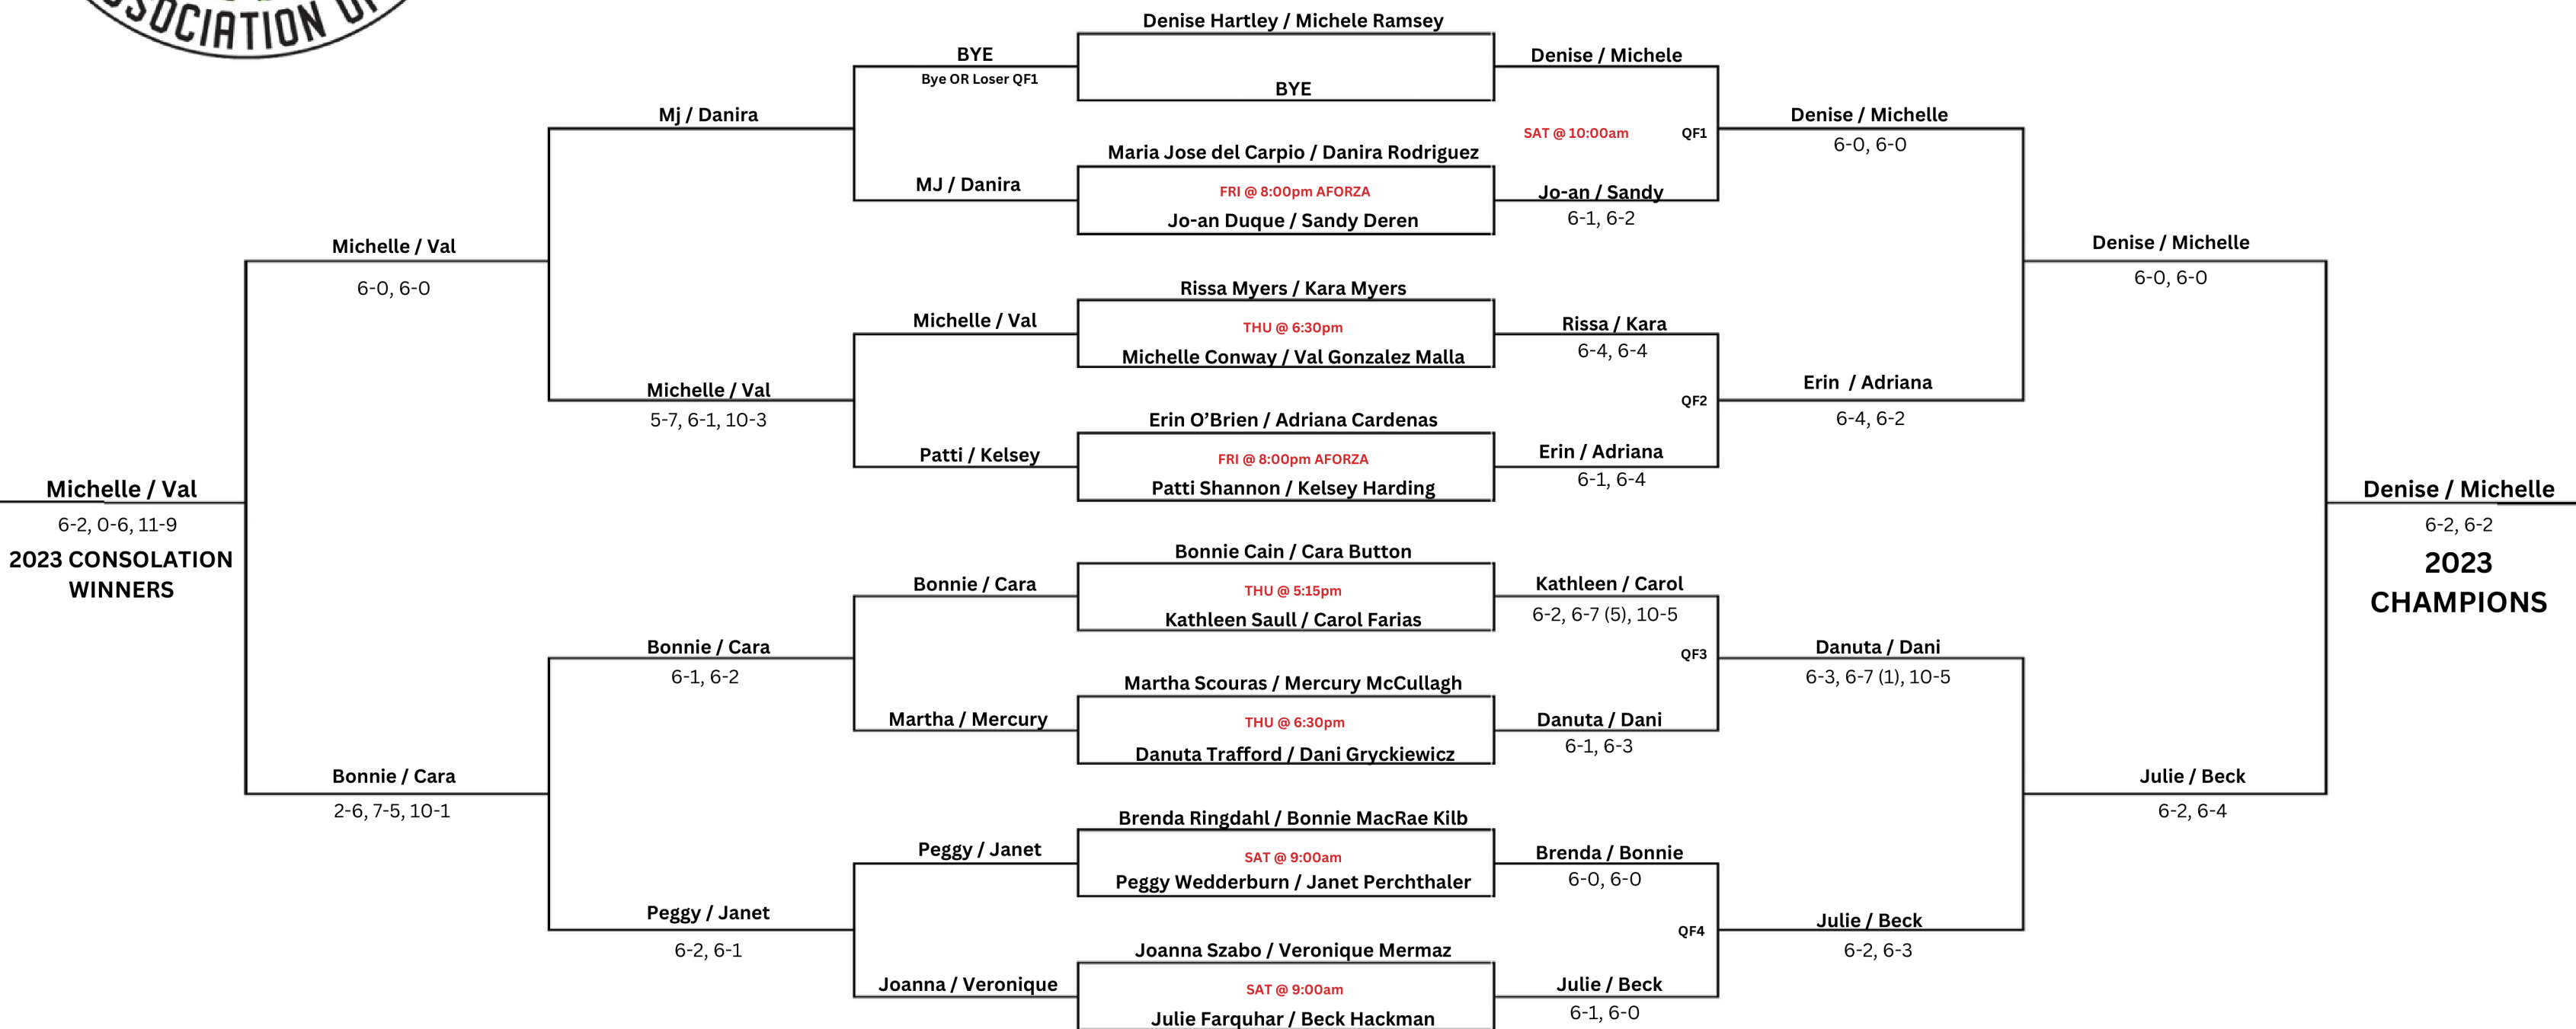 SSOCIATION OF
Denise Hartley / Michele Ramsey
BYE
Denise / Michele
Bye OR Loser QF1
BYE
Mj / Danira
Denise / Michelle
SAT @ 10:00am
QF1
6-0, 6-0
Maria Jose del Carpio / Danira Rodriguez
MJ / Danira
FRI @ 8:00pm AFORZA
Jo-an / Sandy
Jo-an Duque / Sandy Deren
6-1, 6-2
Michelle / Val
Denise / Michelle
6-0, 6-0
6-0, 6-0
Rissa Myers / Kara Myers
Michelle / Val
THU @ 6:30pm
Rissa / Kara
Michelle Conway / Val Gonzalez Malla
6-4, 6-4
Michelle / Val
5-7, 6-1, 10-3
QF2
Erin / Adriana
6-4, 6-2
Erin O’Brien / Adriana Cardenas
Patti / Kelsey
FRI @ 8:00pm AFORZA
Erin / Adriana
Patti Shannon / Kelsey Harding
6-1, 6-4
Michelle / Val
6-2, 0-6, 11-9
2023 CONSOLATION
WINNERS
Denise / Michelle
6-2, 6-2
2023
CHAMPIONS
Bonnie Cain / Cara Button
Bonnie / Cara
THU @ 5:15pm
Kathleen / Carol
Kathleen Saull / Carol Farias
6-2, 6-7 (5), 10-5
Bonnie / Cara
6-1, 6-2
QF3
Danuta / Dani
6-3, 6-7 (1), 10-5
Martha Scouras / Mercury McCullagh
Martha / Mercury
THU @ 6:30pm
Danuta / Dani
Danuta Trafford / Dani Gryckiewicz
6-1, 6-3
Bonnie / Cara
2-6, 7-5, 10-1
Julie / Beck
6-2, 6-4
Brenda Ringdahl / Bonnie MacRae Kilb
Peggy / Janet
SAT @ 9:00am
Brenda / Bonnie
Peggy Wedderburn / Janet Perchthaler
6-0, 6-0
Peggy / Janet
6-2, 6-1
QF4
Julie / Beck
6-2, 6-3
Joanna Szabo / Veronique Mermaz
Joanna / Veronique
SAT @ 9:00am
Julie / Beck
Julie Farquhar / Beck Hackman
6-1, 6-0